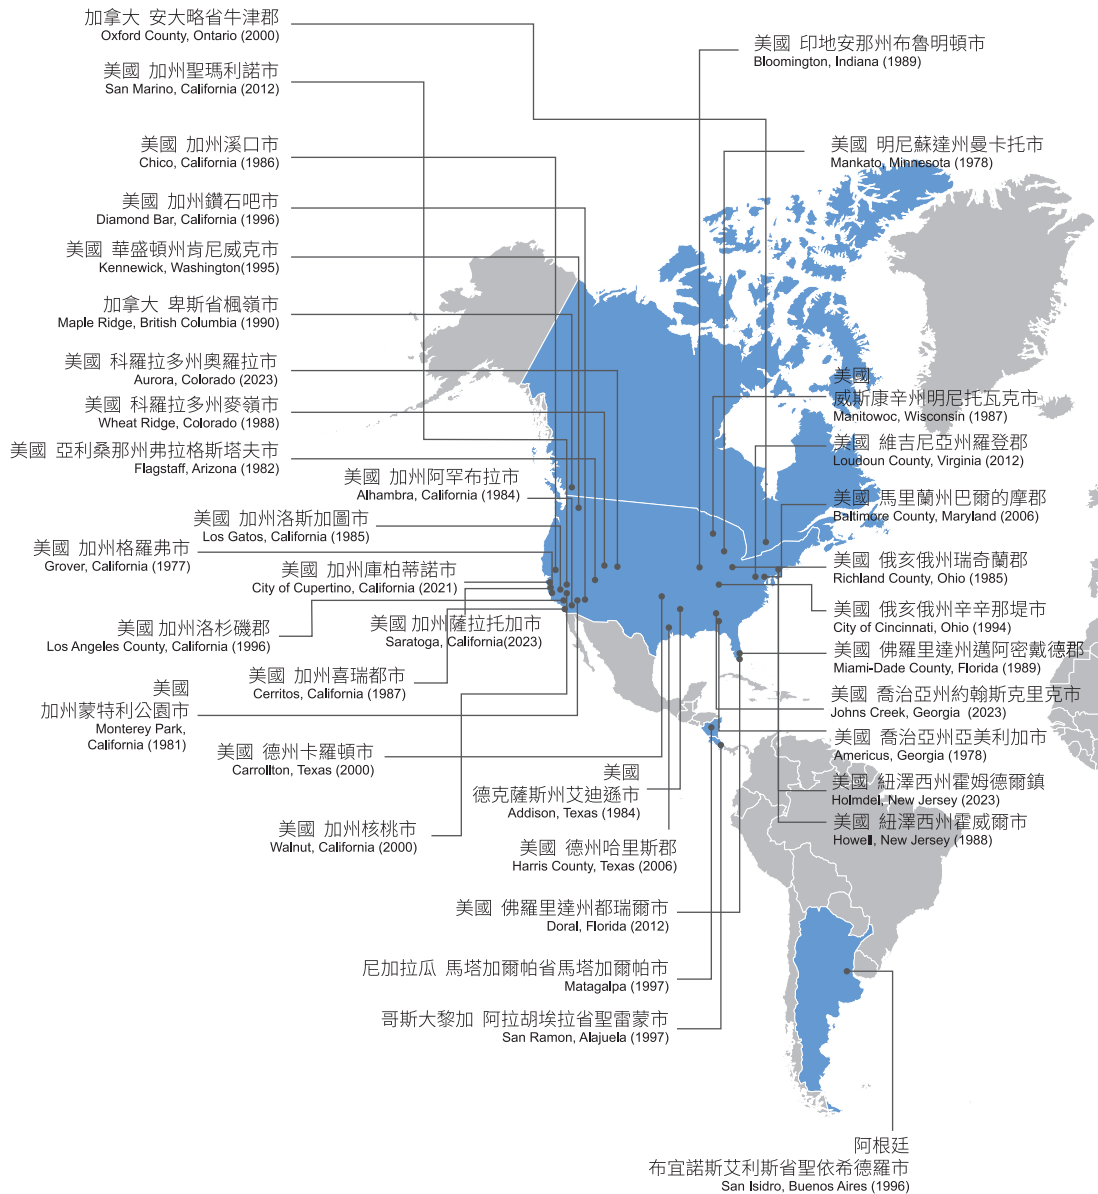 加拿大 安大略省牛津郡
Oxford County, Ontario (2000)
美國 加州聖瑪利諾市
San Marino, California (2012)
美國 加州溪口市
Chico, California (1986)
美國 加州鑽石吧市
Diamond Bar, California (1996)
美國 華盛頓州肯尼威克市
Kennewick, Washington(1995)
加拿大 卑斯省楓嶺市
Maple Ridge, British Columbia (1990)
美國 科羅拉多州奧羅拉市
Aurora, Colorado (2023)
美國 科羅拉多州麥嶺市
Wheat Ridge, Colorado (1988)
美國 亞利桑那州弗拉格斯塔夫市
Flagstaff, Arizona (1982)
美國 加州阿罕布拉市
Alhambra, California (1984)
美國 加州洛斯加圖市
Los Gatos, California (1985)
美國 加州格羅弗市
Grover, California (1977)
美國 加州庫柏蒂諾市
City of Cupertino, California (2021)
美國 加州洛杉磯郡
Los Angeles County, California (1996)
美國 加州薩拉托加市
Saratoga, California(2023)
美國 加州喜瑞都市
Cerritos, California (1987)
美國
加州蒙特利公園市
Monterey Park,
California (1981)
美國 德州卡羅頓市
Carrollton, Texas (2000)
美國
德克薩斯州艾迪遜市
Addison, Texas (1984)
美國 加州核桃市
Walnut, California (2000)
美國 德州哈里斯郡
Harris County, Texas (2006)
美國 佛羅里達州都瑞爾市
Doral, Florida (2012)
尼加拉瓜 馬塔加爾帕省馬塔加爾帕市
Matagalpa (1997)
哥斯大黎加 阿拉胡埃拉省聖雷蒙市
San Ramon, Alajuela (1997)
美國 印地安那州布魯明頓市
Bloomington, Indiana (1989)
美國 明尼蘇達州曼卡托市
Mankato, Minnesota (1978)
美國
威斯康辛州明尼托瓦克市
Manitowoc, Wisconsin (1987)
美國 維吉尼亞州羅登郡
Loudoun County, Virginia (2012)
美國 馬里蘭州巴爾的摩郡
Baltimore County, Maryland (2006)
美國 俄亥俄州瑞奇蘭郡
Richland County, Ohio (1985)
美國 俄亥俄州辛辛那堤市
City of Cincinnati, Ohio (1994)
美國 佛羅里達州邁阿密戴德郡
Miami-Dade County, Florida (1989)
美國 喬治亞州約翰斯克里克市
Johns Creek, Georgia (2023)
美國 喬治亞州亞美利加市
Americus, Georgia (1978)
美國 紐澤西州霍姆德爾鎮
Holmdel, New Jersey (2023)
美國 紐澤西州霍威爾市
Howell, New Jersey (1988)
阿根廷
布宜諾斯艾利斯省聖依希德羅市
San Isidro, Buenos Aires (1996)